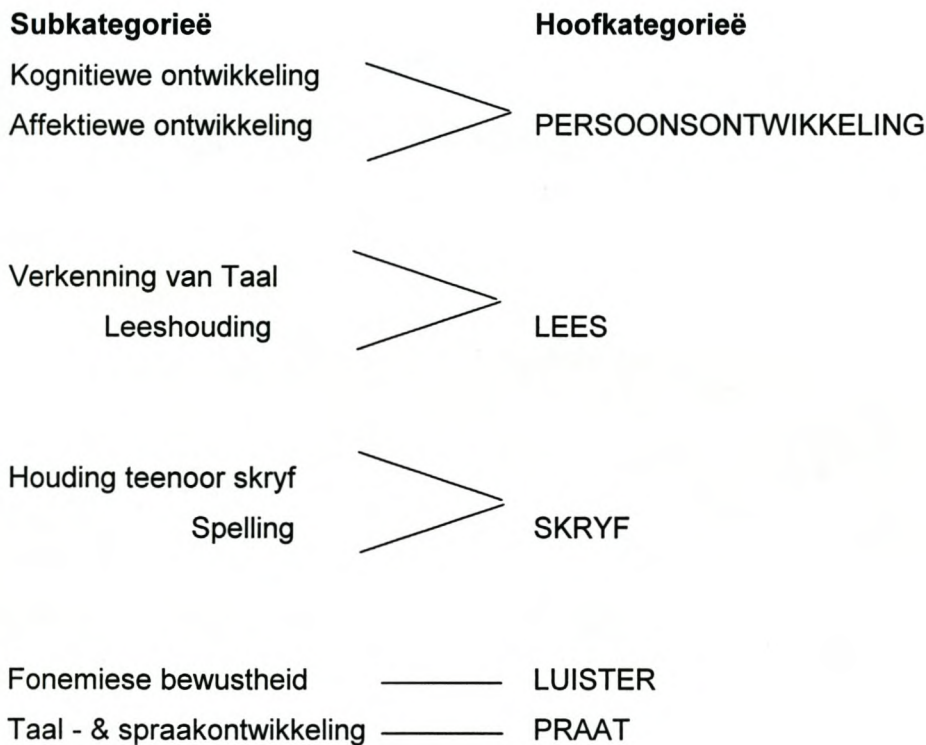 Subkategorieë Hoofkategorieë
Kognitiewe ontwikkeling
Affektiewe ontwikkeling PERSOONSONTWIKKELING
Verkenning van Taal
Leeshouding LEES
Houding teenoor skryf
Spelling SKRYF
Fonemiese bewustheid LUISTER
Taal - & spraakontwikkeling PRAAT